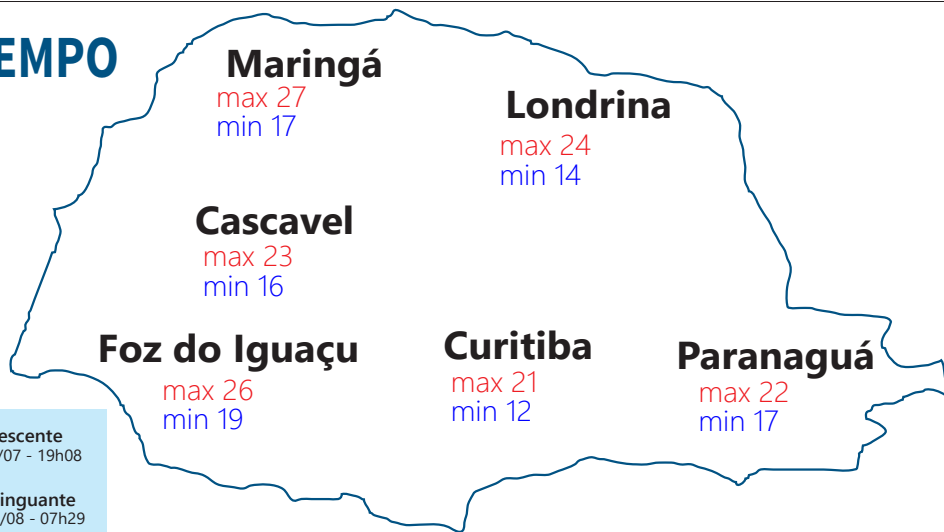 EMPO
Maringá
max 27
min 17
Londrina
max 24
min 14
Cascavel
max 23
min 16
Foz do Iguaçu
max 26
min 19
Curitiba
max 21
min 12
Paranaguá
max 22
min 17
escente
/07 - 19h08
inguante
/08 - 07h29